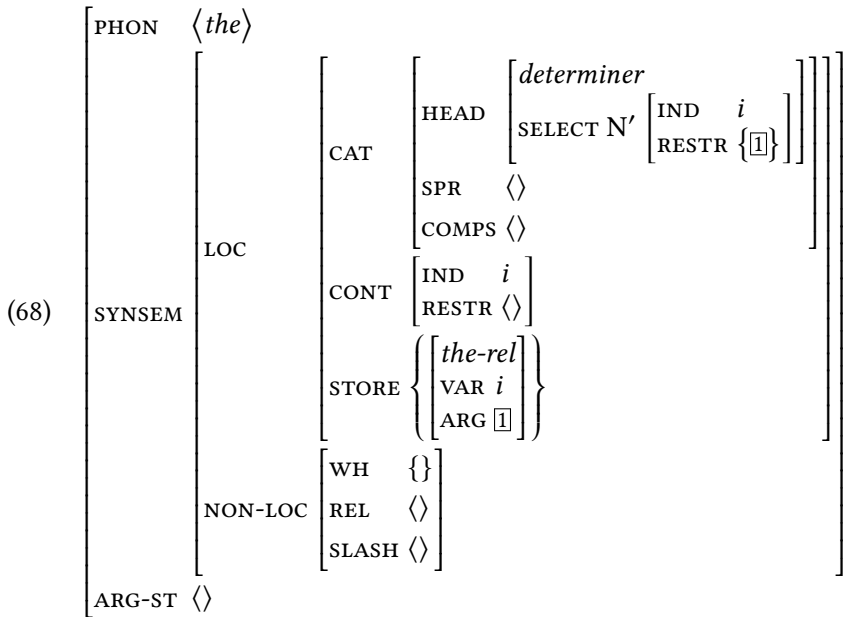 PHON ⟨the⟩
determiner
HEAD
IND i
SELECT N′
RESTR {1}
CAT
SPR ⟨⟩
COMPS ⟨⟩
LOC
IND i
CONT
RESTR ⟨⟩
(68) SYNSEM
the-rel
STORE VAR i
ARG 1
WH {}
NON-LOC REL ⟨⟩
SLASH ⟨⟩
ARG-ST ⟨⟩